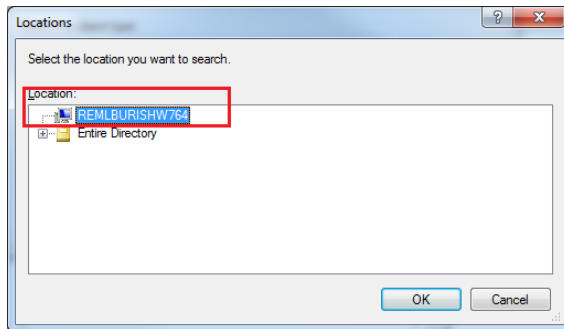 Locations
Select the location you want to search.
Location:
REMLBURISHW764
Entire Directory
OK
Cancel